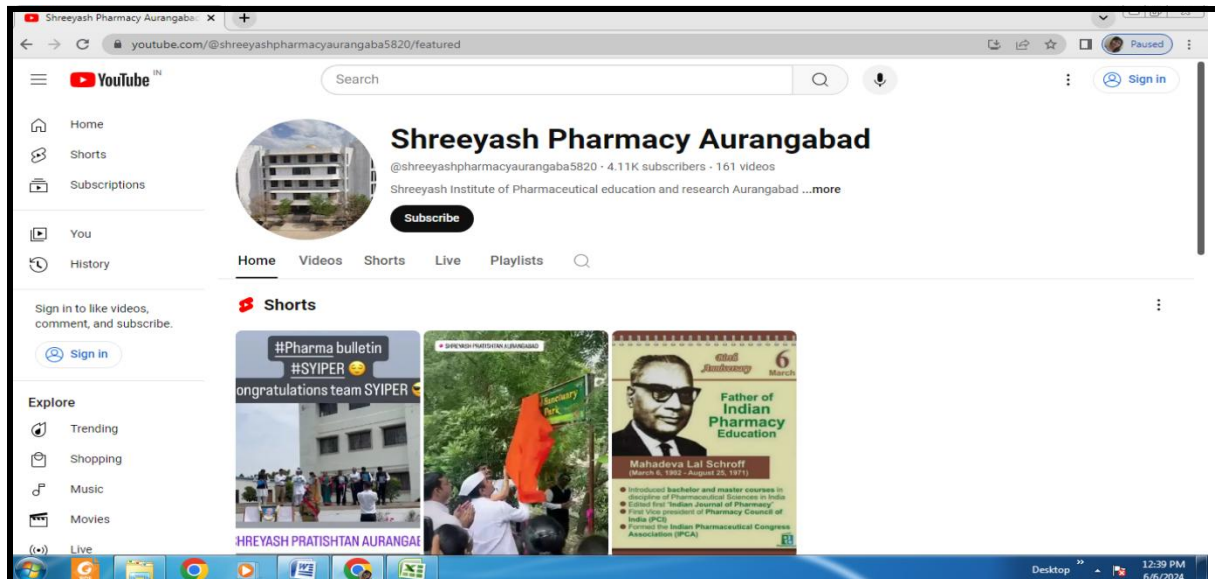 Shreeyash Pharmacy Aurangabad
youtube.com/@shreeyashpharmacyaurangaba5820/featured
Paused
YouTube IN
Search
Sign in
Home
Shorts
Subscriptions
You
History
Sign in to like videos,
comment, and subscribe.
Sign in
Explore
Trending
Shopping
Music
Movies
Live
Shreeyash Pharmacy Aurangabad
@shreeyashpharmacyaurangaba5820 · 4.11K subscribers · 161 videos
Shreeyash Institute of Pharmaceutical education and research Aurangabad ...more
Subscribe
Home Videos Shorts Live Playlists
Shorts
#Pharma bulletin
#SYIPER
ongratulations team SYIPER
HREYASH PRATISHTAN AURANGAE
SHREYASH PRATISHTAN AURANGABAD
Sanctuary
Park
Anniversary
6
March
Father of
Indian
Pharmacy
Education
Mahadeva Lal Schroff
(March 6, 1902 - August 25, 1971)
Introduced bachelor and master courses in
discipline of Pharmaceutical Sciences in India
Edited first "Indian Journal of Pharmacy"
First Vice president of Pharmacy Council of
India (PCI)
Formed the Indian Pharmaceutical Congress
Association (IPCA)
Desktop
12:39 PM
6/6/2024